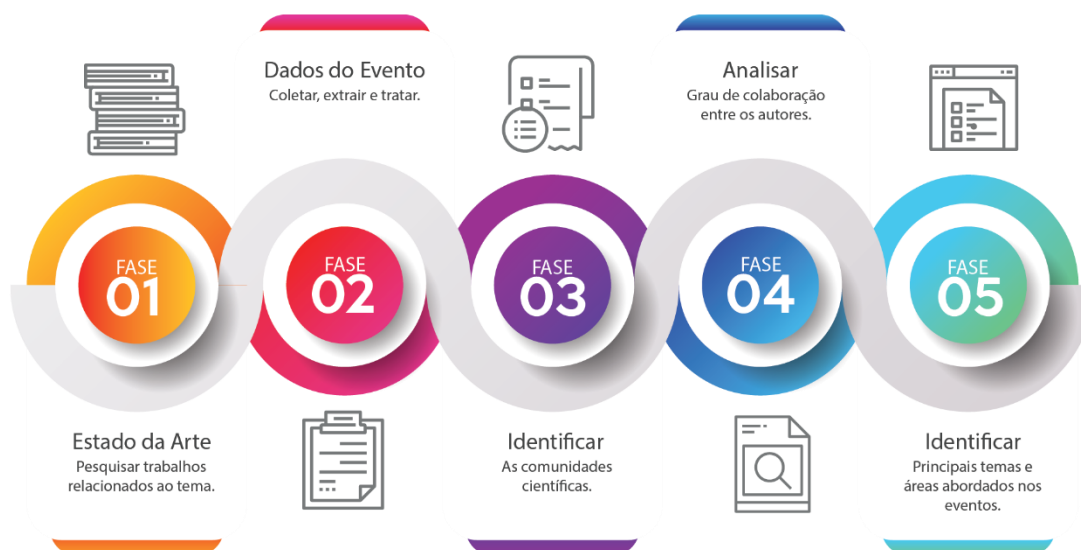 Dados do Evento
Coletar, extrair e tratar.
Analisar
Grau de colaboração
entre os autores.
FASE
01
FASE
02
FASE
03
FASE
04
FASE
05
Estado da Arte
Pesquisar trabalhos
relacionados ao tema.
Identificar
As comunidades
científicas.
Identificar
Principais temas e
áreas abordados nos
eventos.